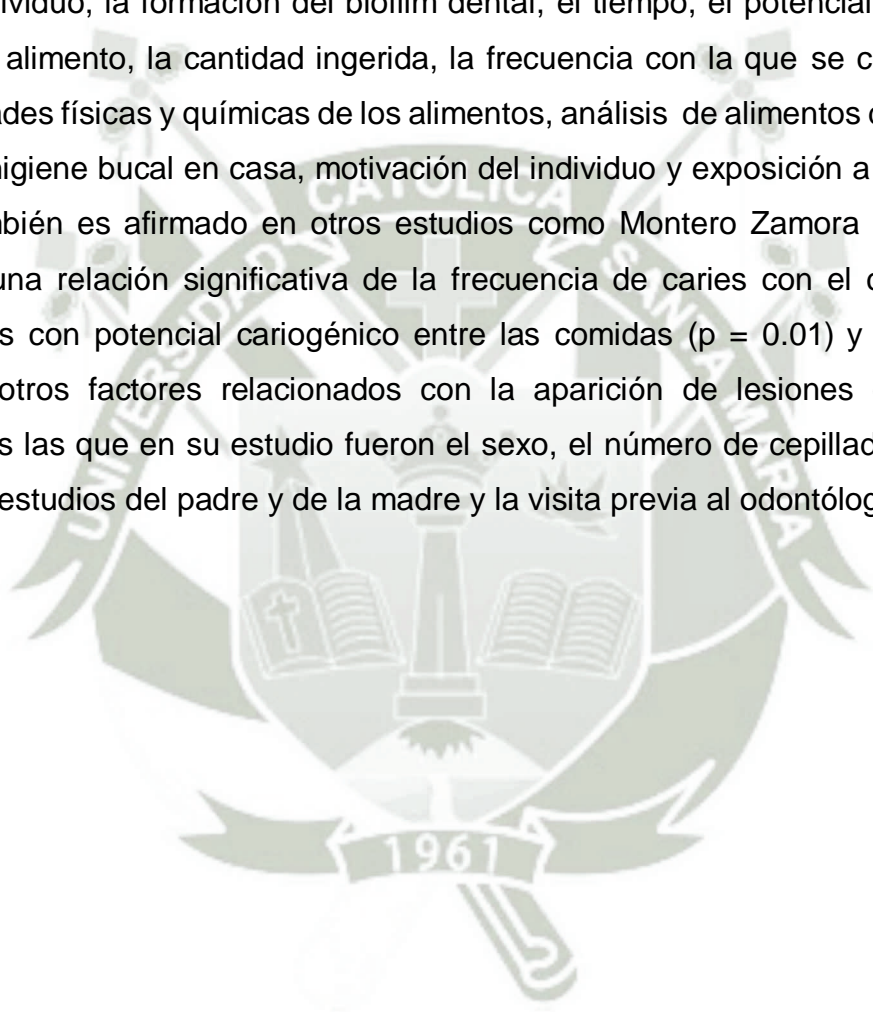 dividuo, la formación del biofilm dental, el tiempo, el potencial
alimento, la cantidad ingerida, la frecuencia con la que se c
ades físicas y químicas de los alimentos, análisis de alimentos
higiene bucal en casa, motivación del individuo y exposición a
mbién es afirmado en otros estudios como Montero Zamora
una relación significativa de la frecuencia de caries con el
s con potencial cariogénico entre las comidas (p = 0.01) y
otros factores relacionados con la aparición de lesiones
s las que en su estudio fueron el sexo, el número de cepillad
estudios del padre y de la madre y la visita previa al odontólog
UNIVERSIDAD CATOLICA SANTA MARIA
1961